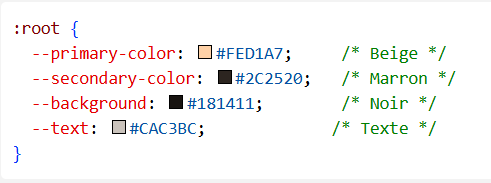 :root {
  --primary-color: #FED1A7;     /* Beige */
  --secondary-color: #2C2520;   /* Marron */
  --background: #181411;        /* Noir */
  --text: #CAC3BC;             /* Texte */
}